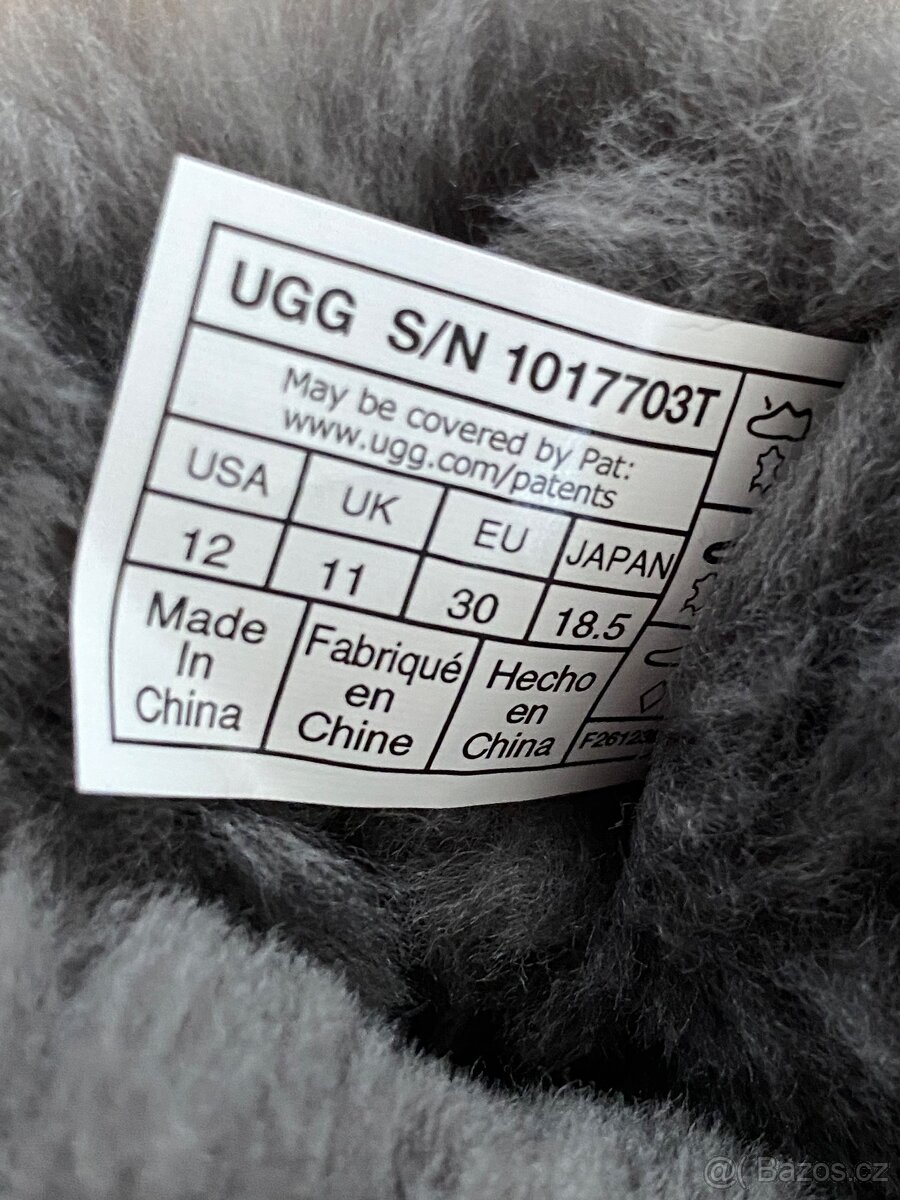 UGG S/N 1017703T
May be covered by Pat:
www.ugg.com/patents
USA UK EU JAPAN
12 11 30 18.5
Made
In
China
Fabriqué
en
Chine
Hecho
en
China
@( Bazos.cz